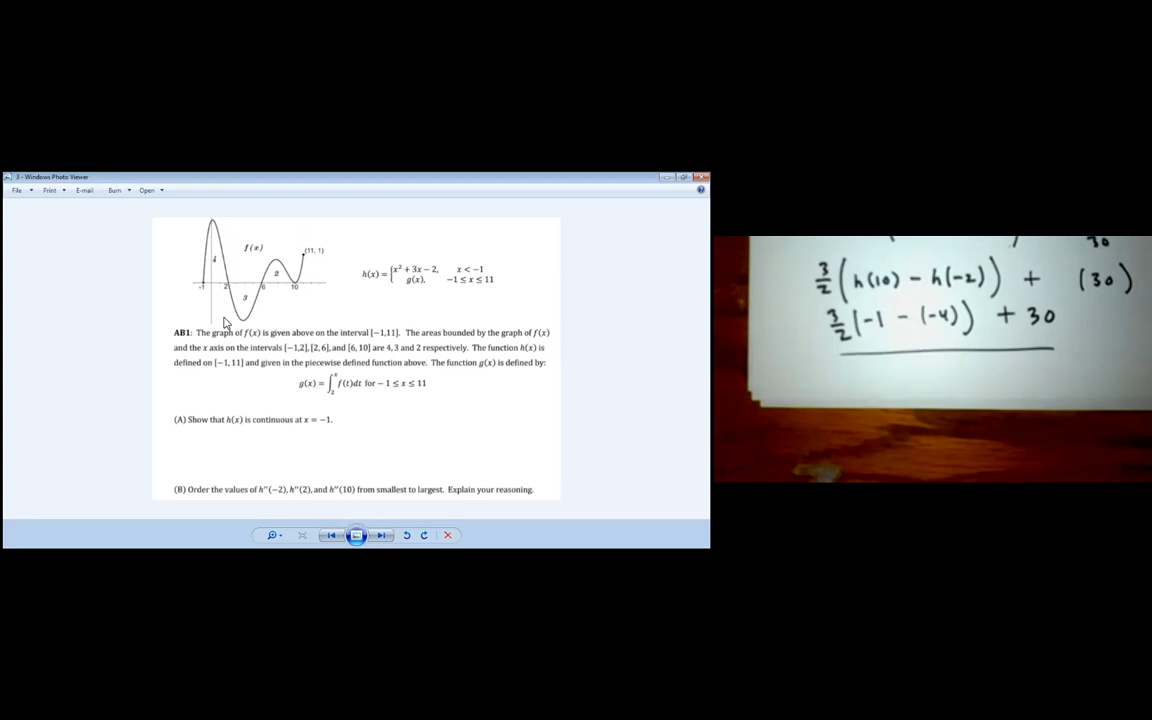 3 - Windows Photo Viewer
File Print E-mail Burn Open
f(x)
(11, 1)
4
2
3
-1 2 6 10
h(x) = { x² + 3x − 2, x < −1
g(x), −1 ≤ x ≤ 11
AB1: The graph of f(x) is given above on the interval [−1,11]. The areas bounded by the graph of f(x)
and the x axis on the intervals [−1,2], [2,6], and [6,10] are 4, 3 and 2 respectively. The function h(x) is
defined on [−1,11] and given in the piecewise defined function above. The function g(x) is defined by:
g(x) = ∫₂ˣ f(t)dt for − 1 ≤ x ≤ 11
(A) Show that h(x) is continuous at x = −1.
(B) Order the values of h''(−2), h''(2), and h''(10) from smallest to largest. Explain your reasoning.
30
3/2 (h(10) − h(−2)) + (30)
3/2 (−1 − (−4)) + 30